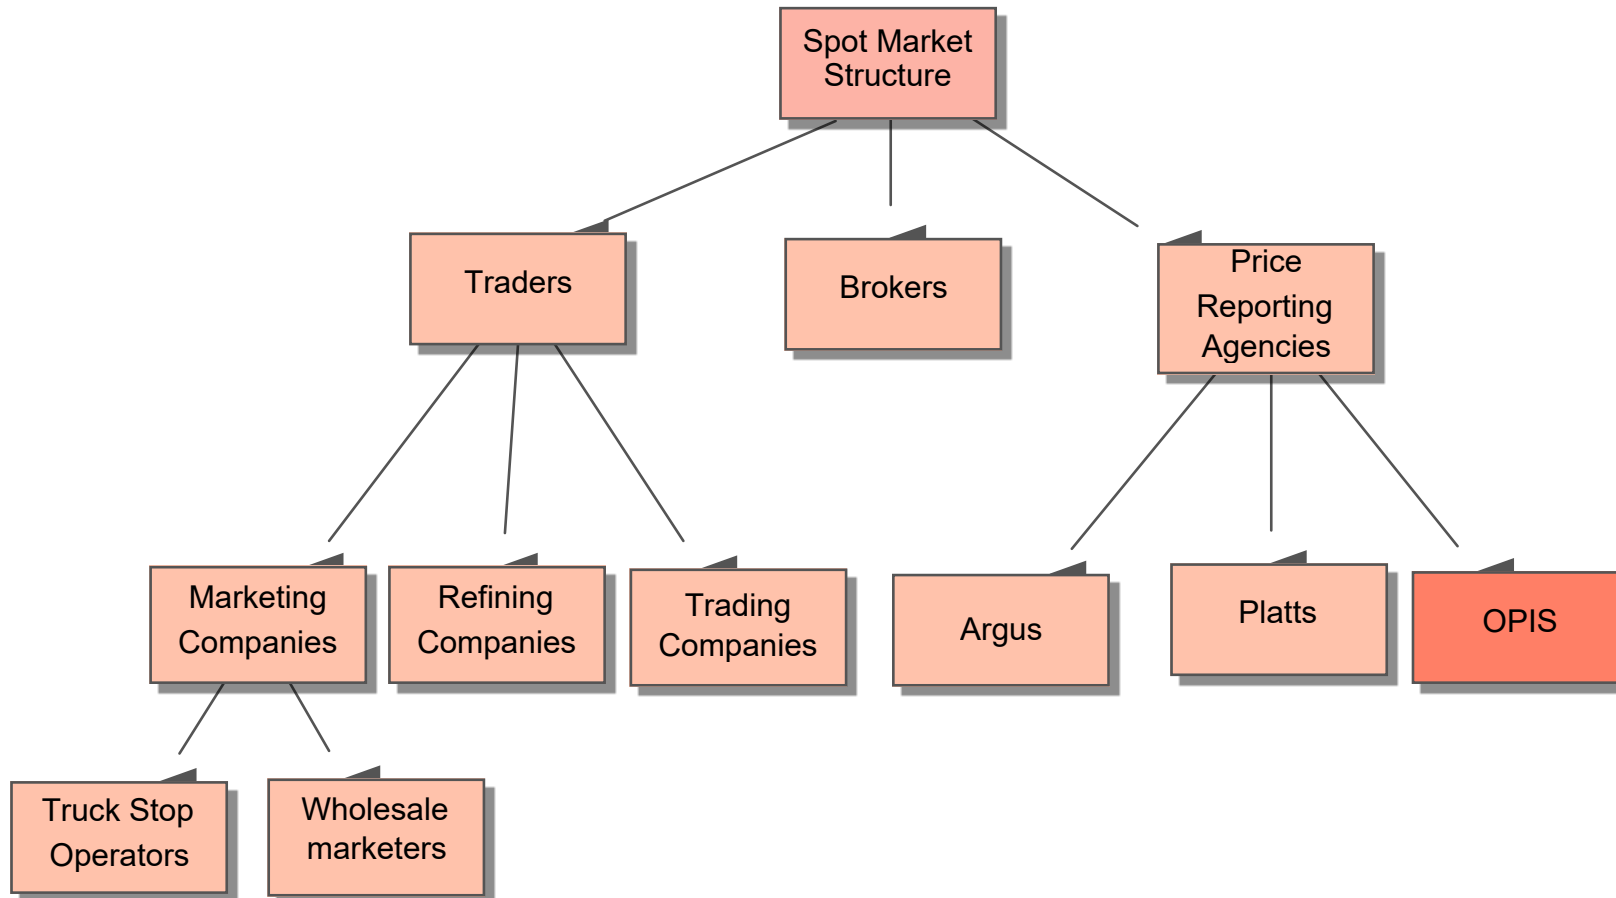 Spot Market
Structure
Traders
Brokers
Price
Reporting
Agencies
Marketing
Companies
Refining
Companies
Trading
Companies
Argus
Platts
OPIS
Truck Stop
Operators
Wholesale
marketers